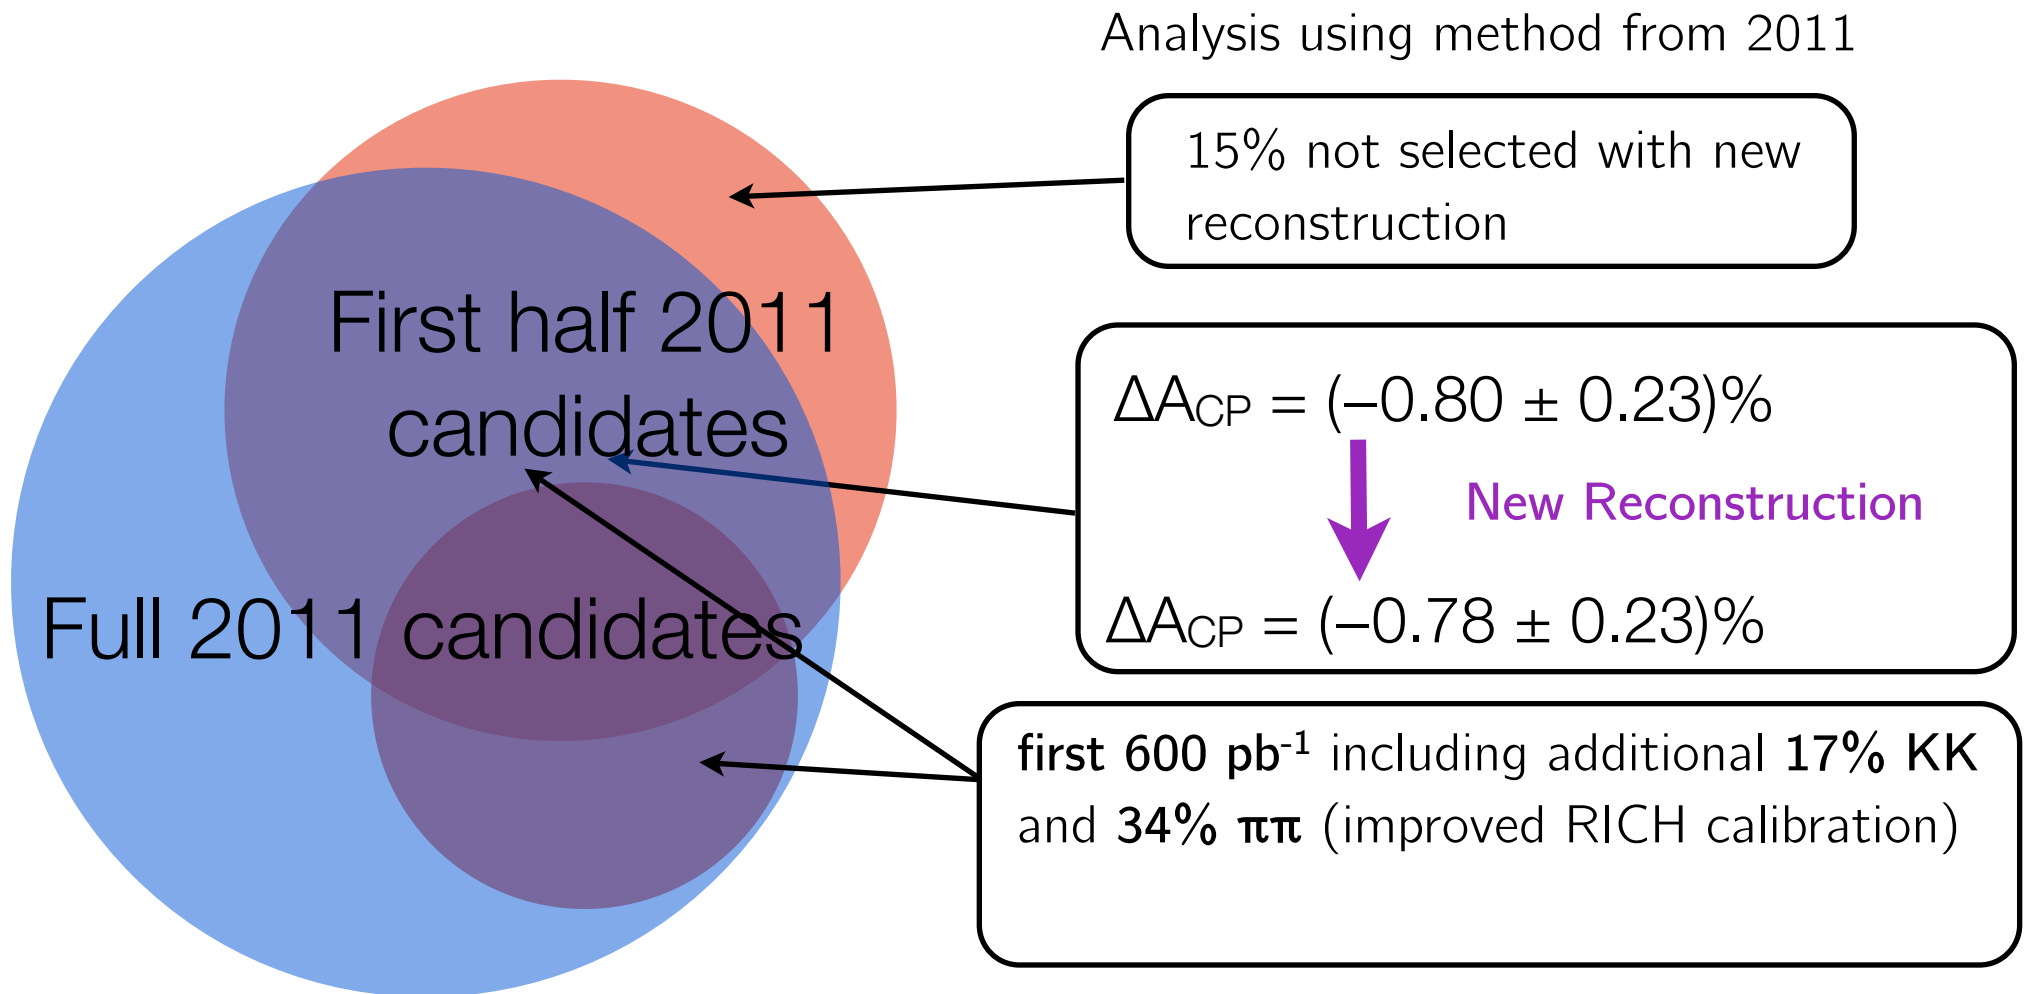 Analysis using method from 2011
15% not selected with new
reconstruction
First half 2011
candidates
Full 2011 candidates
ΔA_CP = (–0.80 ± 0.23)%
New Reconstruction
ΔA_CP = (–0.78 ± 0.23)%
first 600 pb⁻¹ including additional 17% KK
and 34% ππ (improved RICH calibration)